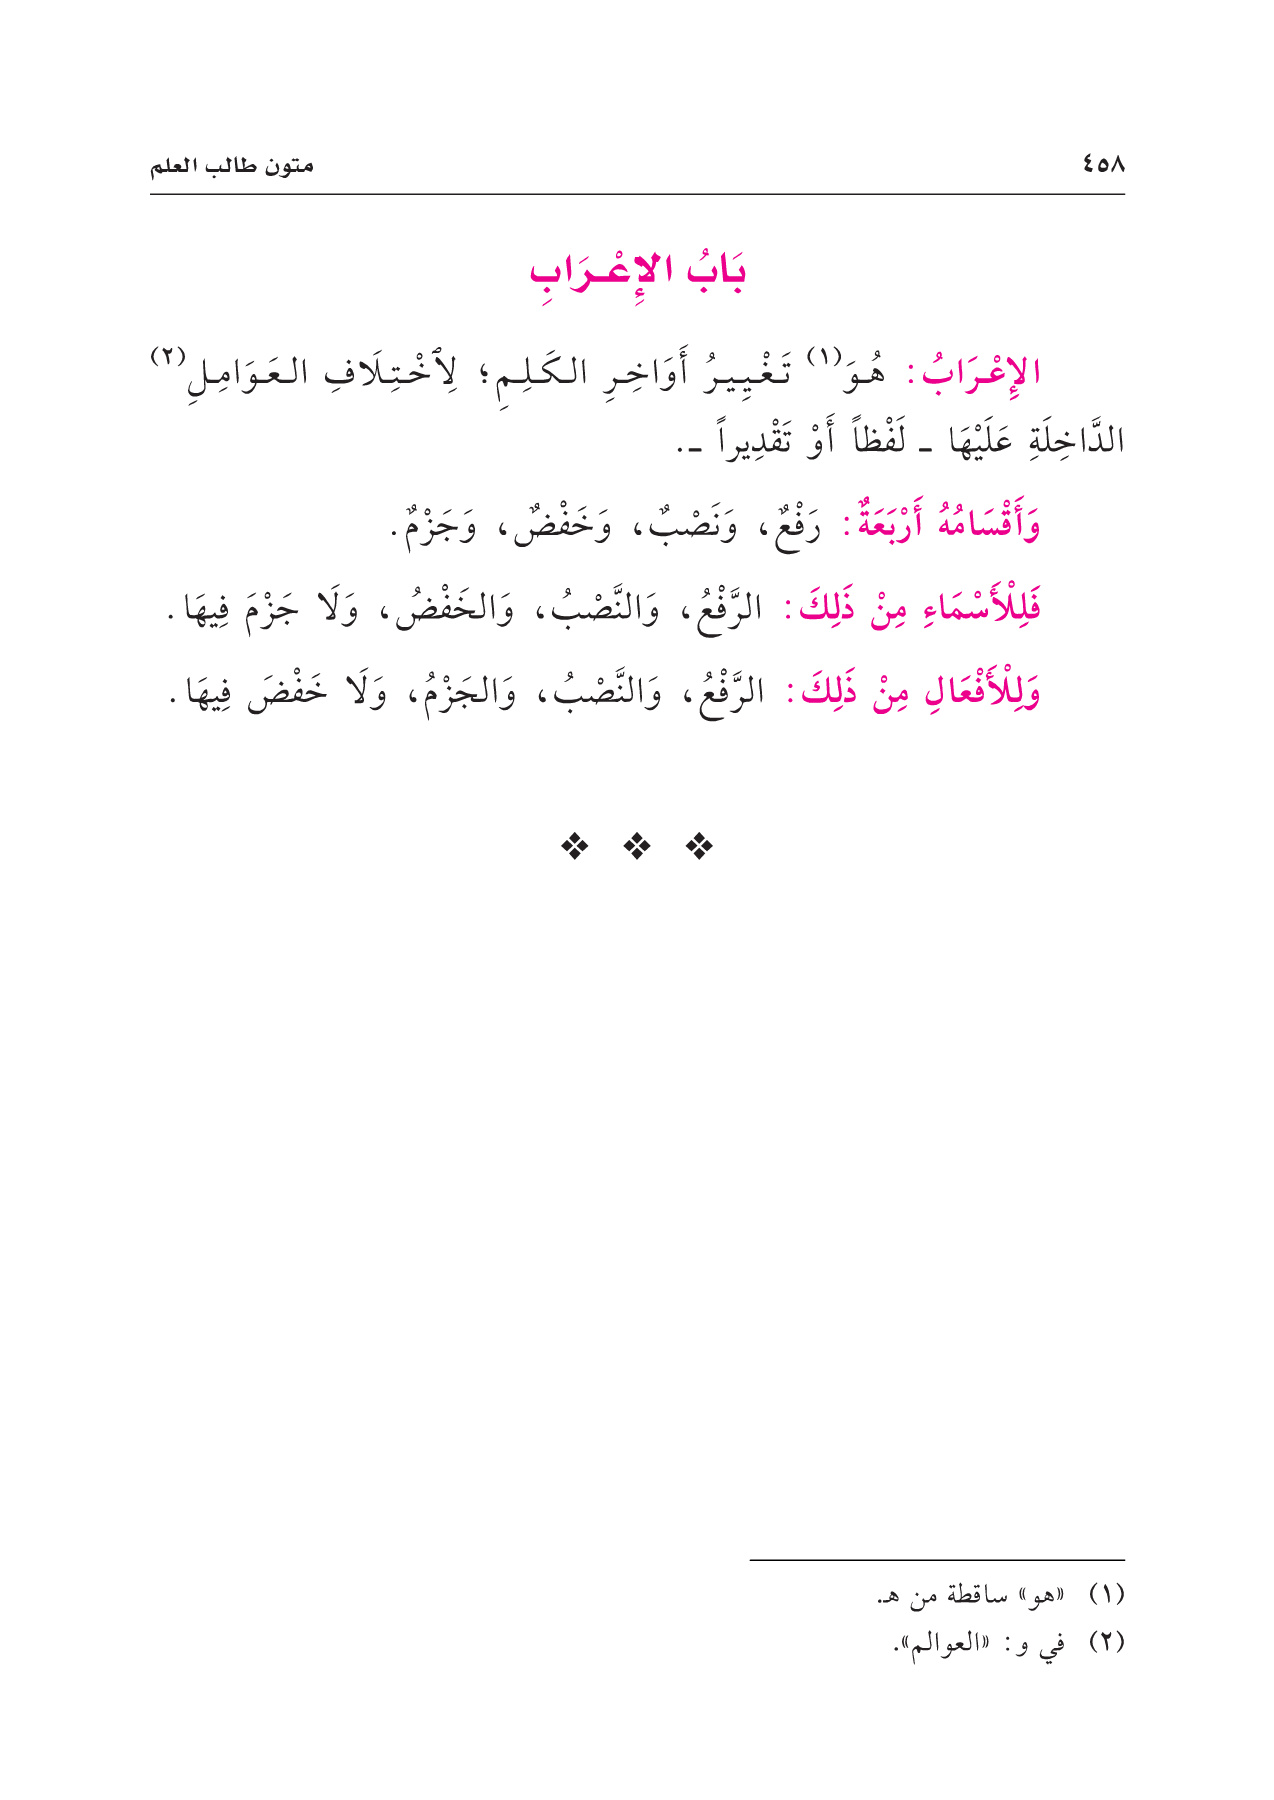 ٤٥٨ متون طالب العلم
بَابُ الإِعْرَابِ
الإِعْرَابُ: هُوَ(١) تَغْيِيرُ أَوَاخِرِ الكَلِمِ؛ لِٱخْتِلَافِ العَوَامِلِ(٢)
الدَّاخِلَةِ عَلَيْهَا ـ لَفْظاً أَوْ تَقْدِيراً ـ.
وَأَقْسَامُهُ أَرْبَعَةٌ: رَفْعٌ، وَنَصْبٌ، وَخَفْضٌ، وَجَزْمٌ.
فَلِلْأَسْمَاءِ مِنْ ذَلِكَ: الرَّفْعُ، وَالنَّصْبُ، وَالخَفْضُ، وَلَا جَزْمَ فِيهَا.
وَلِلْأَفْعَالِ مِنْ ذَلِكَ: الرَّفْعُ، وَالنَّصْبُ، وَالجَزْمُ، وَلَا خَفْضَ فِيهَا.
(١) «هو» ساقطة من هـ.
(٢) في و: «العوالم».